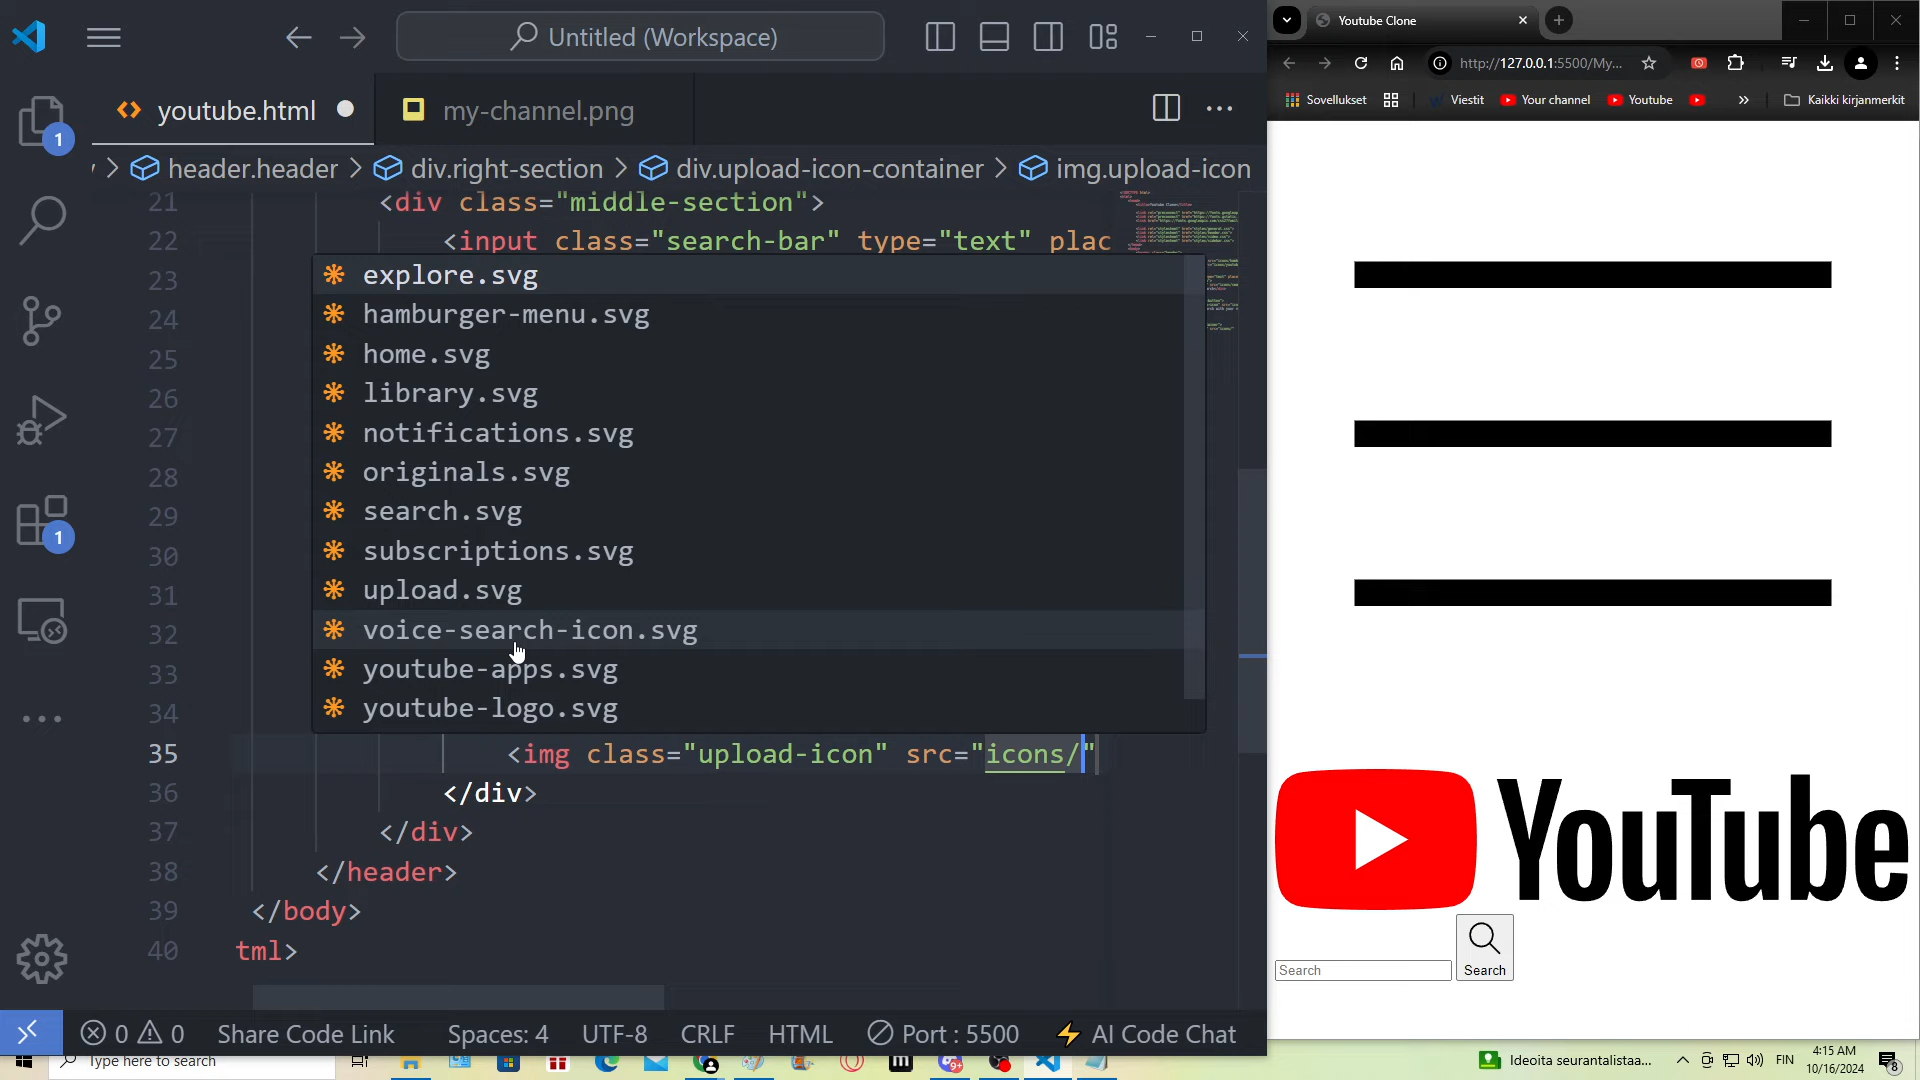 Untitled (Workspace)
youtube.html
my-channel.png
header.header
div.right-section
div.upload-icon-container
img.upload-icon
21 <div class="middle-section">
22 <input class="search-bar" type="text" plac
23 explore.svg
24 hamburger-menu.svg
25 home.svg
26 library.svg
27 notifications.svg
28 originals.svg
29 search.svg
30 subscriptions.svg
31 upload.svg
32 voice-search-icon.svg
33 youtube-apps.svg
34 youtube-logo.svg
35 <img class="upload-icon" src="icons/"
36 </div>
37 </div>
38 </header>
39 </body>
40 tml>
1
1
0 0 Share Code Link Spaces: 4 UTF-8 CRLF HTML Port : 5500 AI Code Chat
Youtube Clone
http://127.0.0.1:5500/My...
Sovellukset
Viestit
Your channel
Youtube
»
Kaikki kirjanmerkit
YouTube
Search
Search
Type here to search
9+
Ideoita seurantalistaa...
FIN
4:15 AM
10/16/2024
8